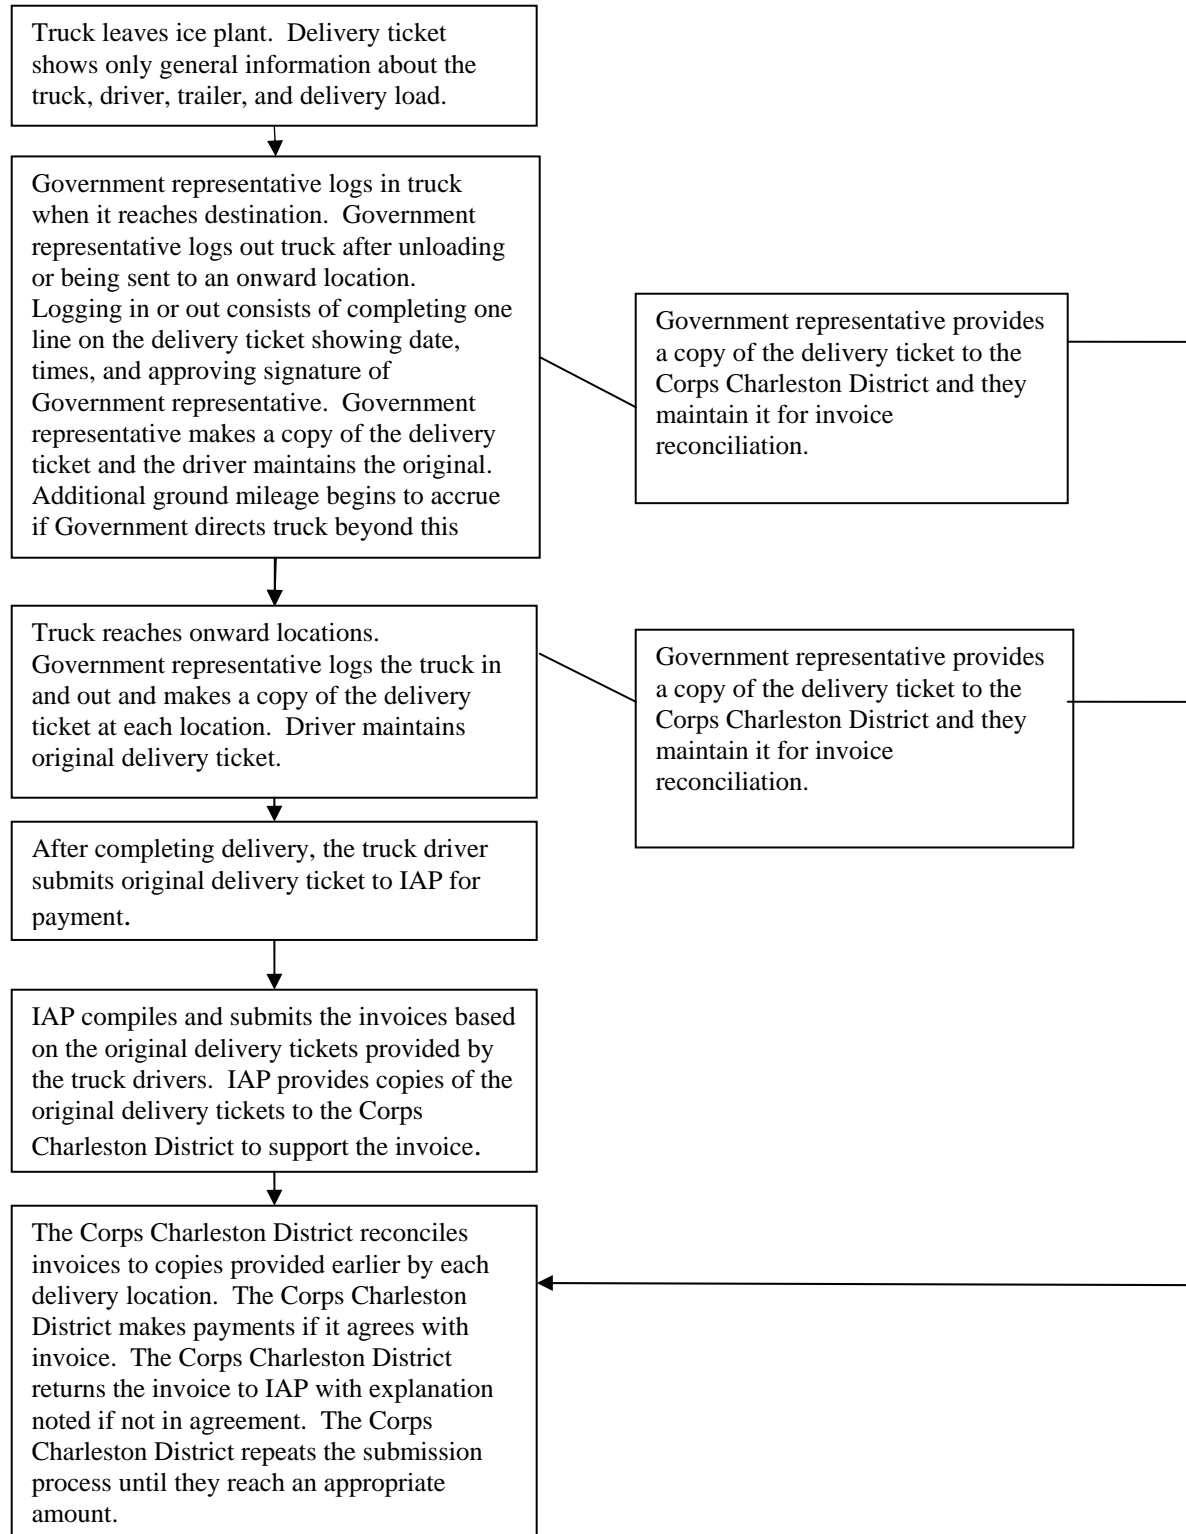 Truck leaves ice plant.  Delivery ticket
shows only general information about the
truck, driver, trailer, and delivery load.
Government representative logs in truck
when it reaches destination.  Government
representative logs out truck after unloading
or being sent to an onward location.
Logging in or out consists of completing one
line on the delivery ticket showing date,
times, and approving signature of
Government representative.  Government
representative makes a copy of the delivery
ticket and the driver maintains the original.
Additional ground mileage begins to accrue
if Government directs truck beyond this
Government representative provides
a copy of the delivery ticket to the
Corps Charleston District and they
maintain it for invoice
reconciliation.
Truck reaches onward locations.
Government representative logs the truck in
and out and makes a copy of the delivery
ticket at each location.  Driver maintains
original delivery ticket.
Government representative provides
a copy of the delivery ticket to the
Corps Charleston District and they
maintain it for invoice
reconciliation.
After completing delivery, the truck driver
submits original delivery ticket to IAP for
payment.
IAP compiles and submits the invoices based
on the original delivery tickets provided by
the truck drivers.  IAP provides copies of the
original delivery tickets to the Corps
Charleston District to support the invoice.
The Corps Charleston District reconciles
invoices to copies provided earlier by each
delivery location.  The Corps Charleston
District makes payments if it agrees with
invoice.  The Corps Charleston District
returns the invoice to IAP with explanation
noted if not in agreement.  The Corps
Charleston District repeats the submission
process until they reach an appropriate
amount.